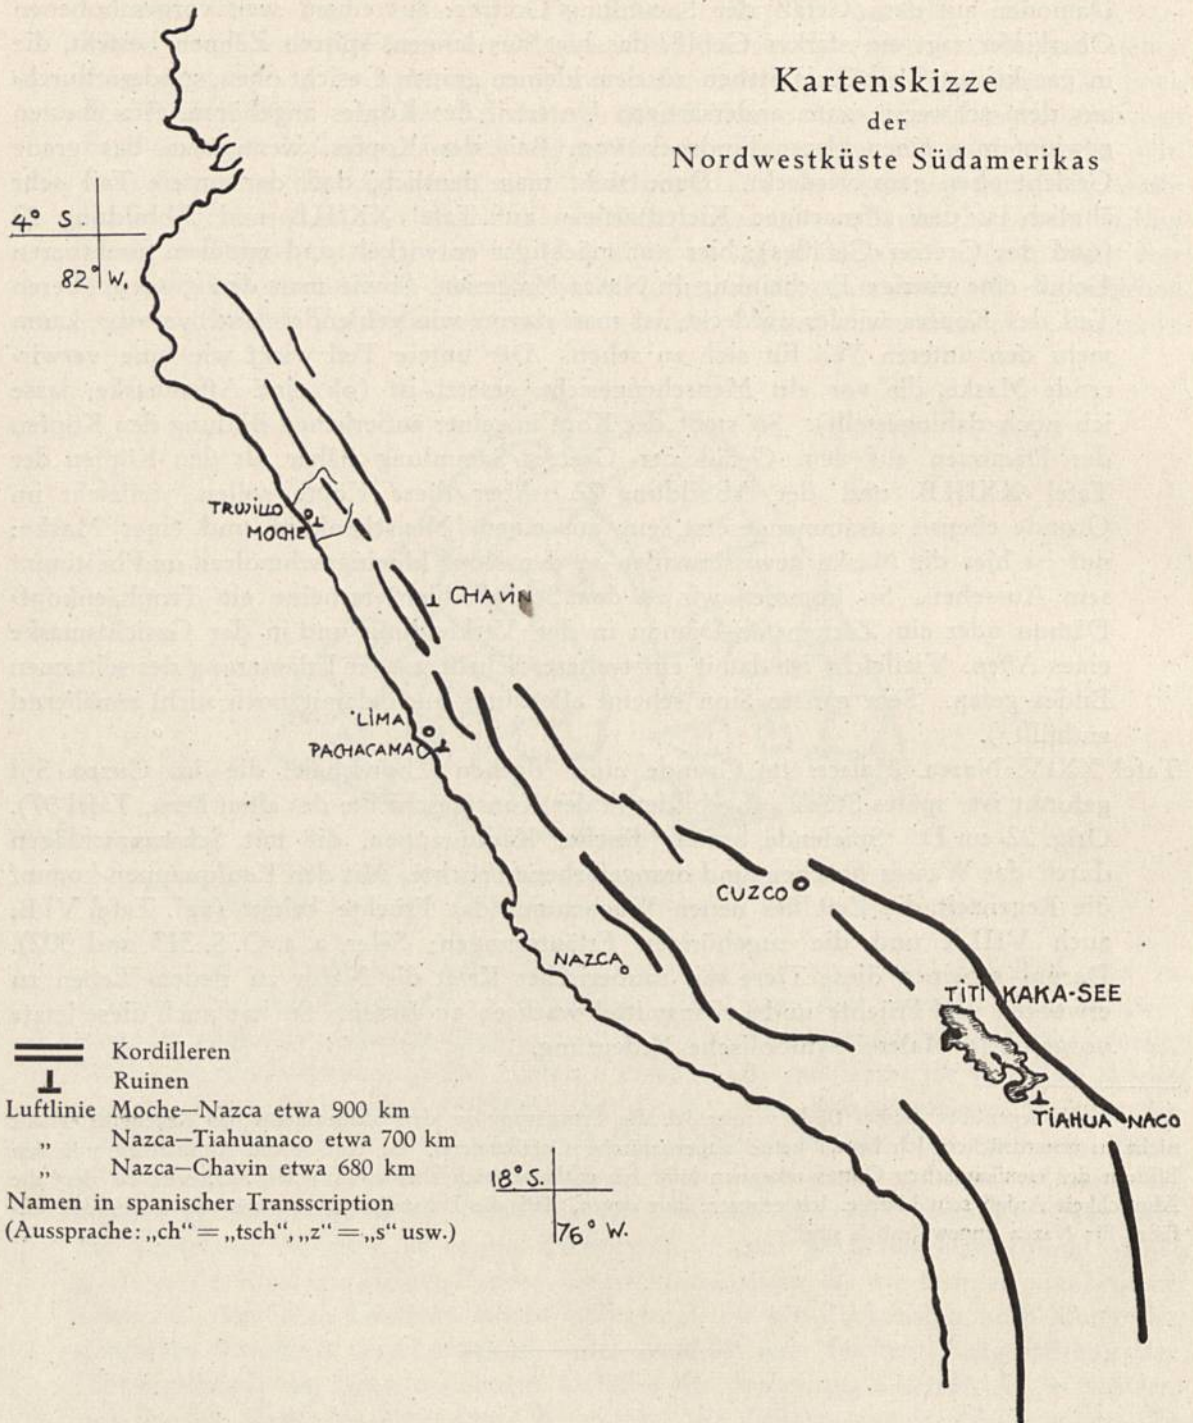 Kartenskizze
der
Nordwestküste Südamerikas
4° S.
82° W.
TRUJILLO
MOCHE
CHAVIN
LIMA
PACHACAMAC
CUZCO
NAZCA
TITIKAKA-SEE
TIAHUANACO
Kordilleren
Ruinen
Luftlinie Moche—Nazca etwa 900 km
„ Nazca—Tiahuanaco etwa 700 km
„ Nazca—Chavin etwa 680 km
Namen in spanischer Transscription
(Aussprache: „ch“ = „tsch“, „z“ = „s“ usw.)
18° S.
76° W.